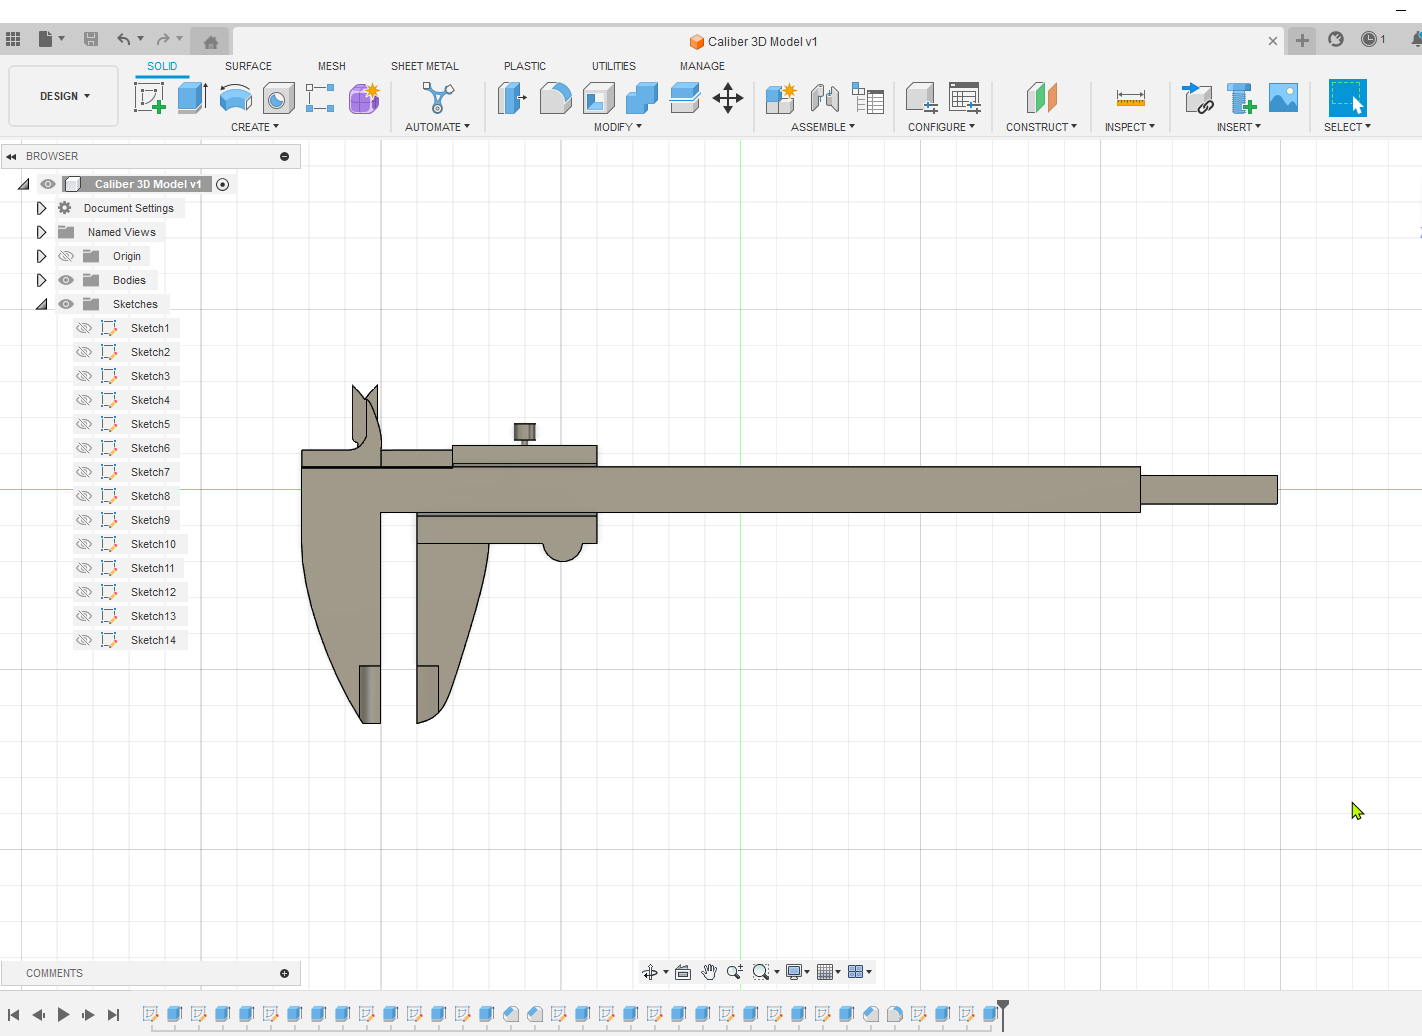 Caliber 3D Model v1
1
SOLID SURFACE MESH SHEET METAL PLASTIC UTILITIES MANAGE
DESIGN
CREATE AUTOMATE MODIFY ASSEMBLE CONFIGURE CONSTRUCT INSPECT INSERT SELECT
BROWSER
Caliber 3D Model v1
Document Settings
Named Views
Origin
Bodies
Sketches
Sketch1
Sketch2
Sketch3
Sketch4
Sketch5
Sketch6
Sketch7
Sketch8
Sketch9
Sketch10
Sketch11
Sketch12
Sketch13
Sketch14
COMMENTS